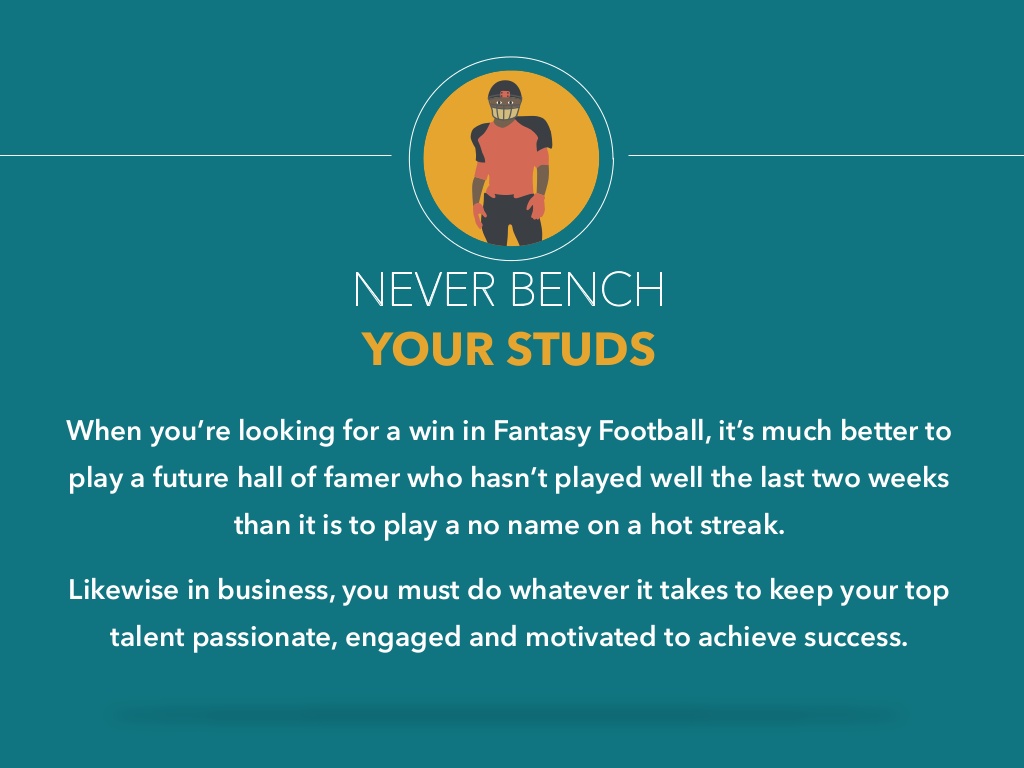 NEVER BENCH
YOUR STUDS
When you’re looking for a win in Fantasy Football, it’s much better to
play a future hall of famer who hasn’t played well the last two weeks
than it is to play a no name on a hot streak.
Likewise in business, you must do whatever it takes to keep your top
talent passionate, engaged and motivated to achieve success.